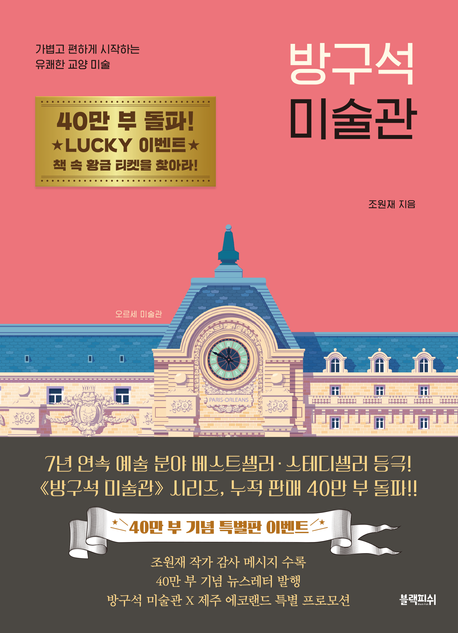 가볍고 편하게 시작하는
유쾌한 교양 미술
방구석
미술관
40만 부 돌파!
★LUCKY 이벤트★
책 속 황금 티켓을 찾아라!
조원재 지음
모르세 미술관
PARIS·ORLEANS
7년 연속 예술 분야 베스트셀러·스테디셀러 등극!
《방구석 미술관》 시리즈, 누적 판매 40만 부 돌파!!
★40만 부 기념 특별판 이벤트★
조원재 작가 감사 메시지 수록
40만 부 기념 뉴스레터 발행
방구석 미술관 X 제주 에코랜드 특별 프로모션
블랙피쉬